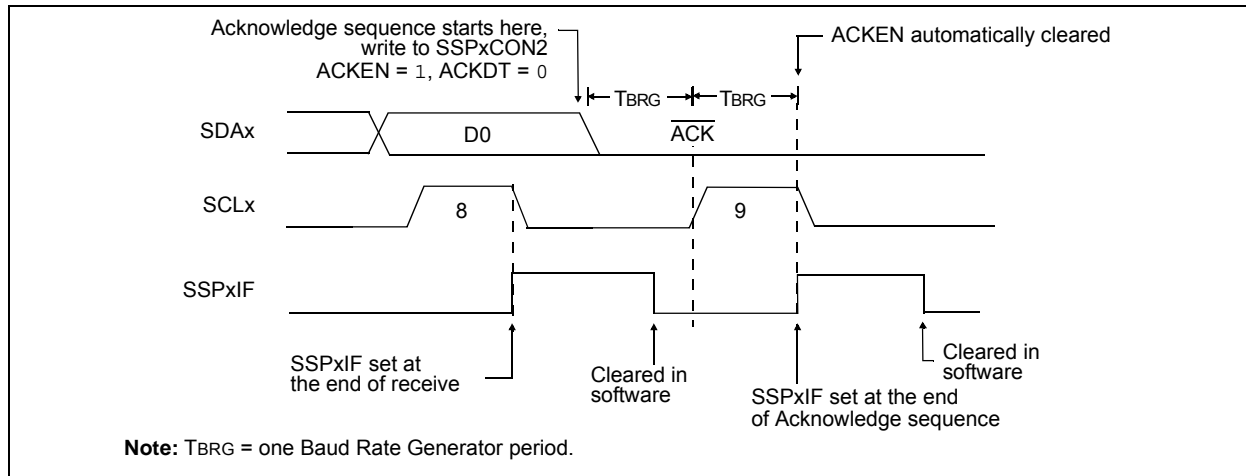 Acknowledge sequence starts here,
write to SSPxCON2
ACKEN = 1, ACKDT = 0
ACKEN automatically cleared
TBRG
TBRG
SDAx
D0
ACK
SCLx
8
9
SSPxIF
SSPxIF set at
the end of receive
Cleared in
software
SSPxIF set at the end
of Acknowledge sequence
Cleared in
software
Note: TBRG = one Baud Rate Generator period.